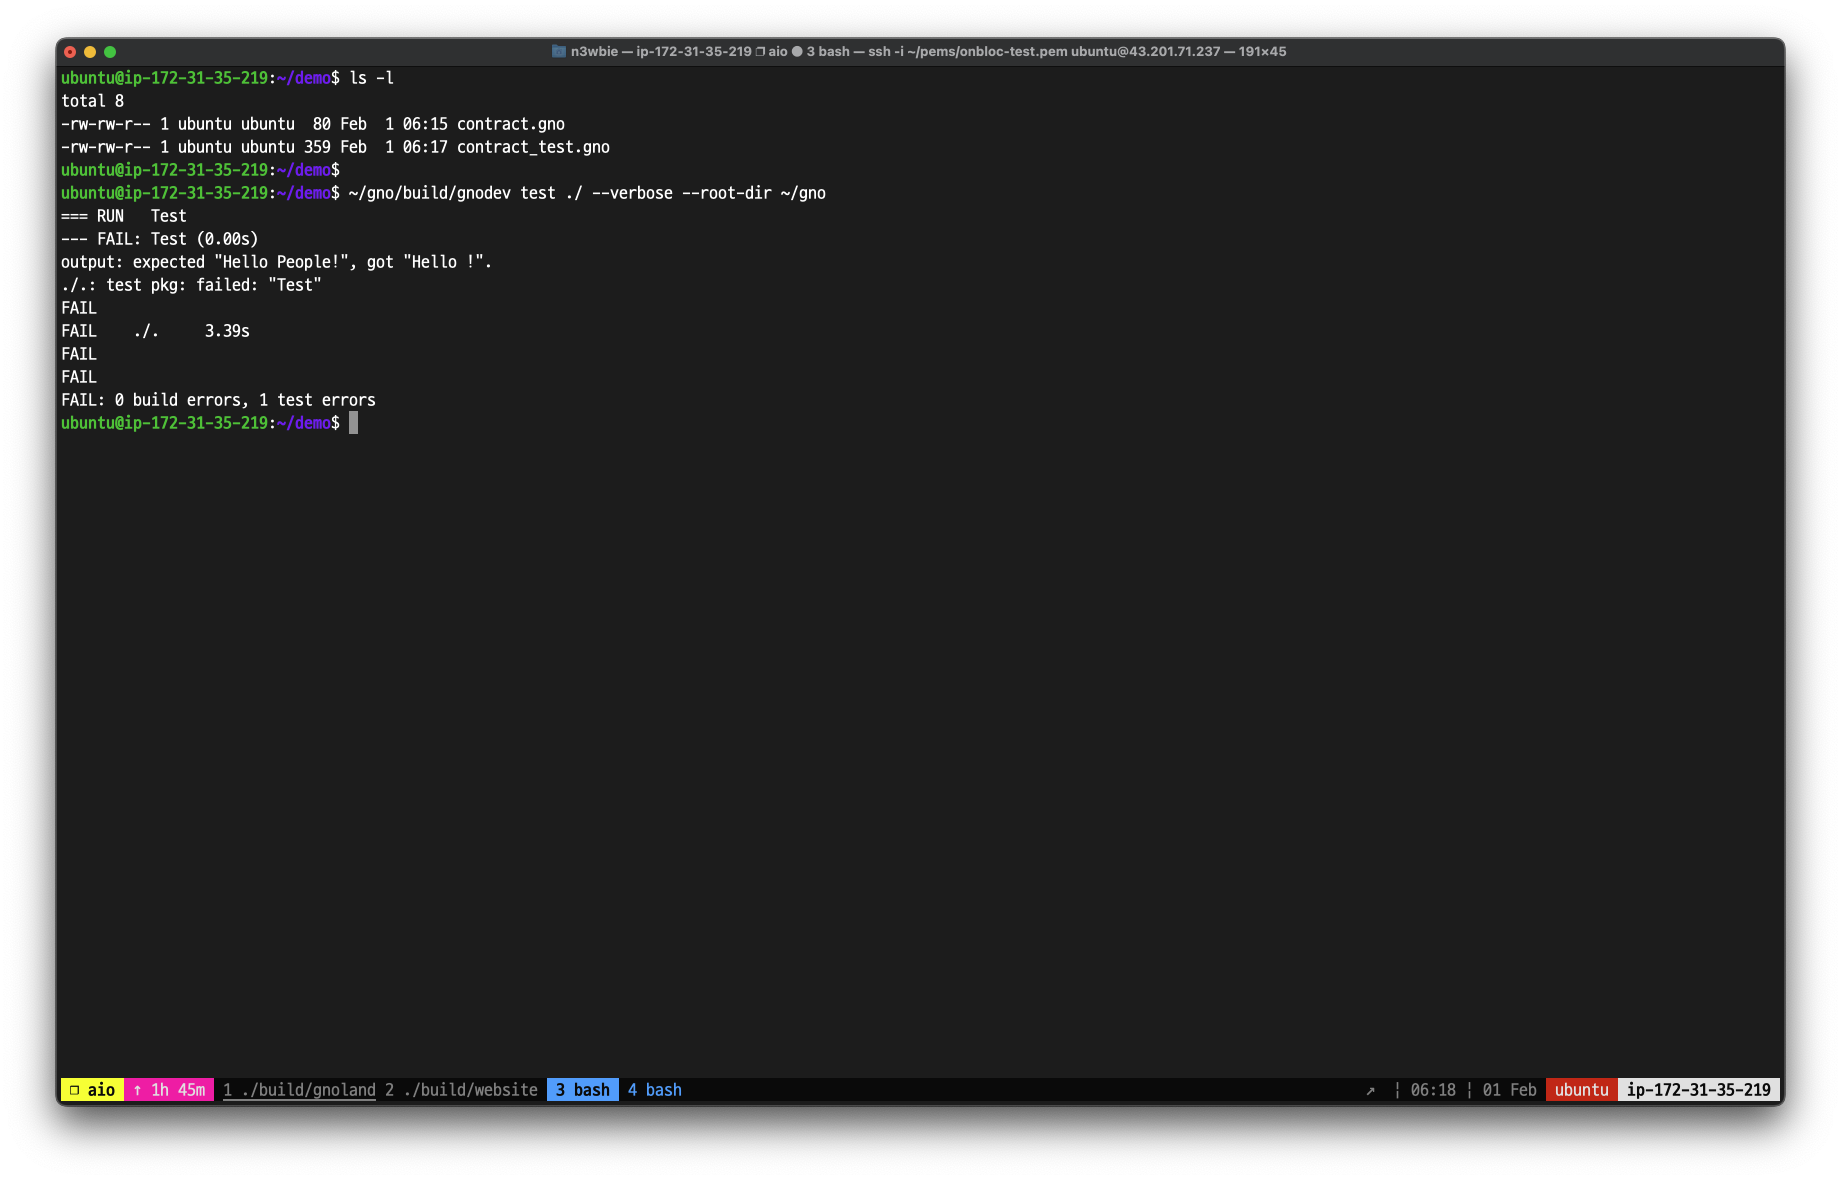 n3wbie — ip-172-31-35-219 ❐ aio ● 3 bash — ssh -i ~/pems/onbloc-test.pem ubuntu@43.201.71.237 — 191×45
ubuntu@ip-172-31-35-219:~/demo$ ls -l
total 8
-rw-rw-r-- 1 ubuntu ubuntu  80 Feb  1 06:15 contract.gno
-rw-rw-r-- 1 ubuntu ubuntu 359 Feb  1 06:17 contract_test.gno
ubuntu@ip-172-31-35-219:~/demo$
ubuntu@ip-172-31-35-219:~/demo$ ~/gno/build/gnodev test ./ --verbose --root-dir ~/gno
=== RUN   Test
--- FAIL: Test (0.00s)
output: expected "Hello People!", got "Hello !".
./.: test pkg: failed: "Test"
FAIL
FAIL    ./.     3.39s
FAIL
FAIL
FAIL: 0 build errors, 1 test errors
ubuntu@ip-172-31-35-219:~/demo$
❐ aio ↑ 1h 45m 1 ./build/gnoland 2 ./build/website 3 bash 4 bash ↗ ¦ 06:18 ¦ 01 Feb ubuntu ip-172-31-35-219